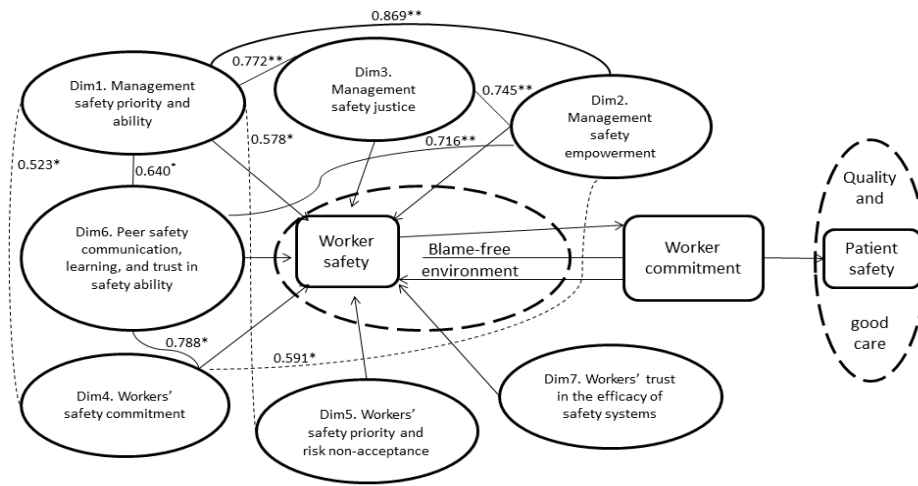 0.869**
0.772**
Dim1. Management
safety priority and
ability
Dim3.
Management
safety justice
0.745**
Dim2.
Management
safety
empowerment
0.523*
0.640*
0.578*
0.716**
Dim6. Peer safety
communication,
learning, and trust in
safety ability
Worker
safety
Blame-free
environment
Worker
commitment
Quality
and
Patient
safety
good
care
0.788*
0.591*
Dim4. Workers'
safety commitment
Dim5. Workers'
safety priority and
risk non-acceptance
Dim7. Workers' trust
in the efficacy of
safety systems